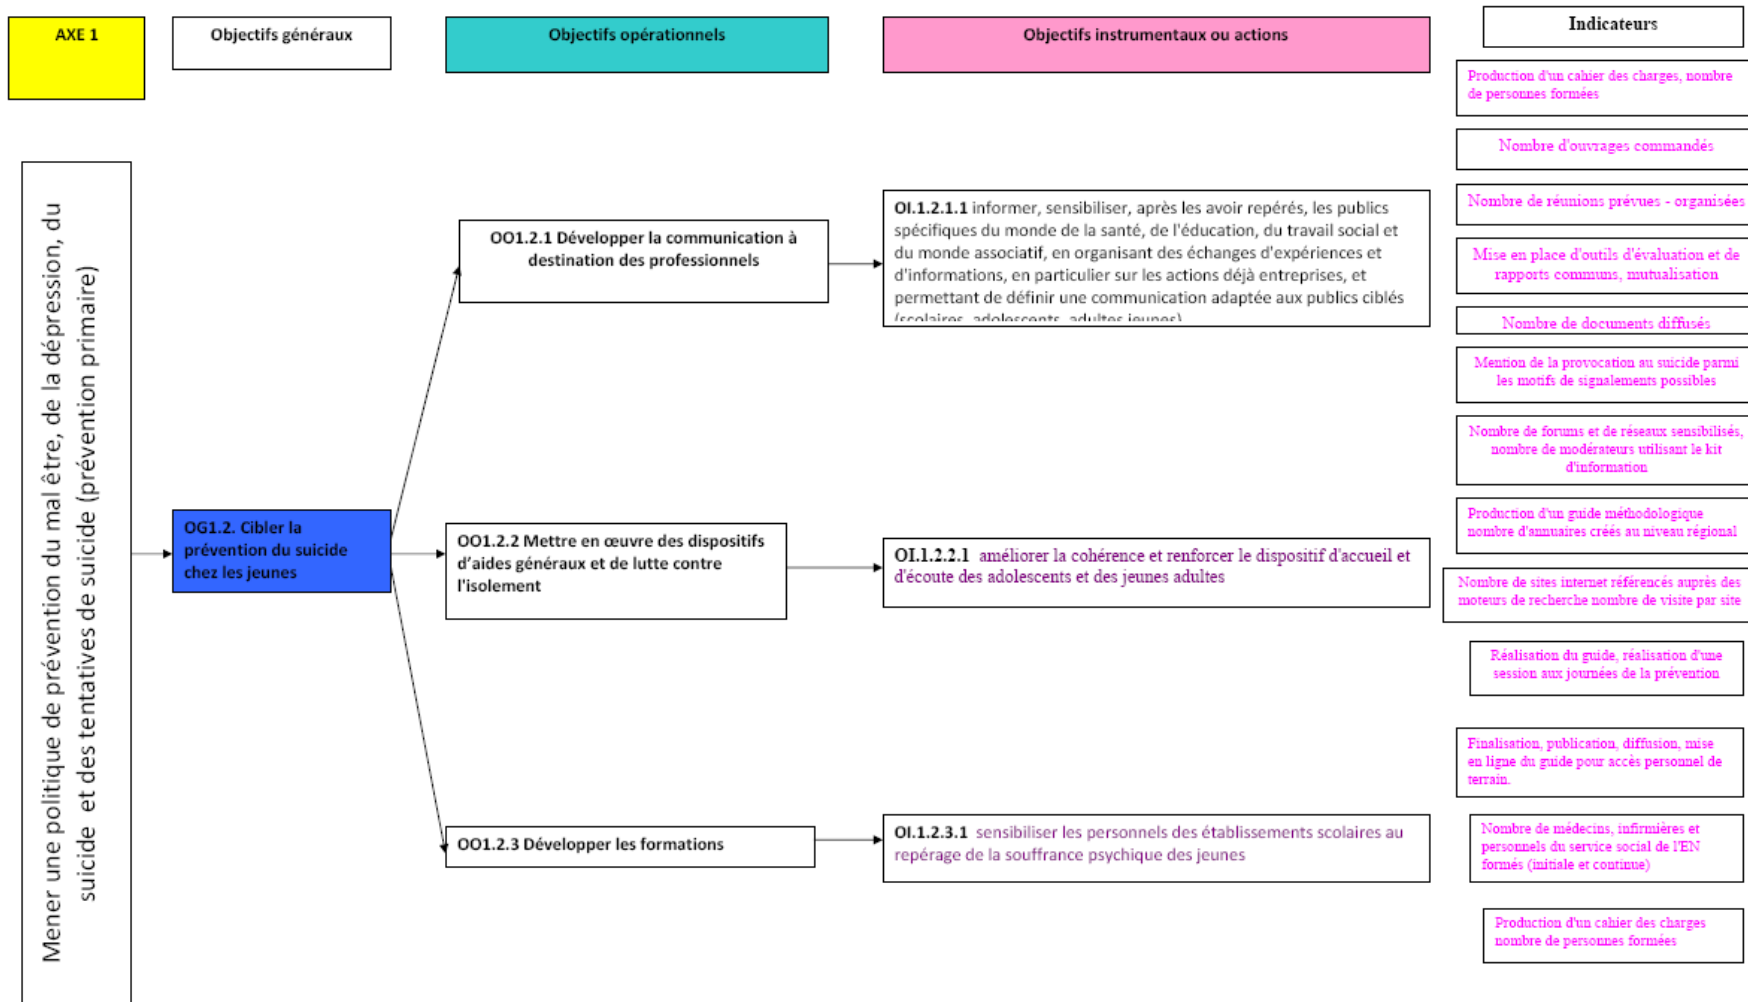 AXE 1
Objectifs généraux
Objectifs opérationnels
Objectifs instrumentaux ou actions
Indicateurs
Mener une politique de prévention du mal être, de la dépression, du
suicide et des tentatives de suicide (prévention primaire)
OG1.2. Cibler la
prévention du suicide
chez les jeunes
OO1.2.1 Développer la communication à
destination des professionnels
OO1.2.2 Mettre en œuvre des dispositifs
d’aides généraux et de lutte contre
l'isolement
OO1.2.3 Développer les formations
OI.1.2.1.1 informer, sensibiliser, après les avoir repérés, les publics
spécifiques du monde de la santé, de l'éducation, du travail social et
du monde associatif, en organisant des échanges d'expériences et
d'informations, en particulier sur les actions déjà entreprises, et
permettant de définir une communication adaptée aux publics ciblés
(scolaires, adolescents, adultes jeunes)
OI.1.2.2.1 améliorer la cohérence et renforcer le dispositif d'accueil et
d'écoute des adolescents et des jeunes adultes
OI.1.2.3.1 sensibiliser les personnels des établissements scolaires au
repérage de la souffrance psychique des jeunes
Production d'un cahier des charges, nombre
de personnes formées
Nombre d'ouvrages commandés
Nombre de réunions prévues - organisées
Mise en place d'outils d'évaluation et de
rapports communs, mutualisation
Nombre de documents diffusés
Mention de la provocation au suicide parmi
les motifs de signalements possibles
Nombre de forums et de réseaux sensibilisés,
nombre de modérateurs utilisant le kit
d'information
Production d'un guide méthodologique
nombre d'annuaires créés au niveau régional
Nombre de sites internet référencés auprès des
moteurs de recherche nombre de visite par site
Réalisation du guide, réalisation d'une
session aux journées de la prévention
Finalisation, publication, diffusion, mise
en ligne du guide pour accès personnel de
terrain.
Nombre de médecins, infirmières et
personnels du service social de l'EN
formés (initiale et continue)
Production d'un cahier des charges
nombre de personnes formées